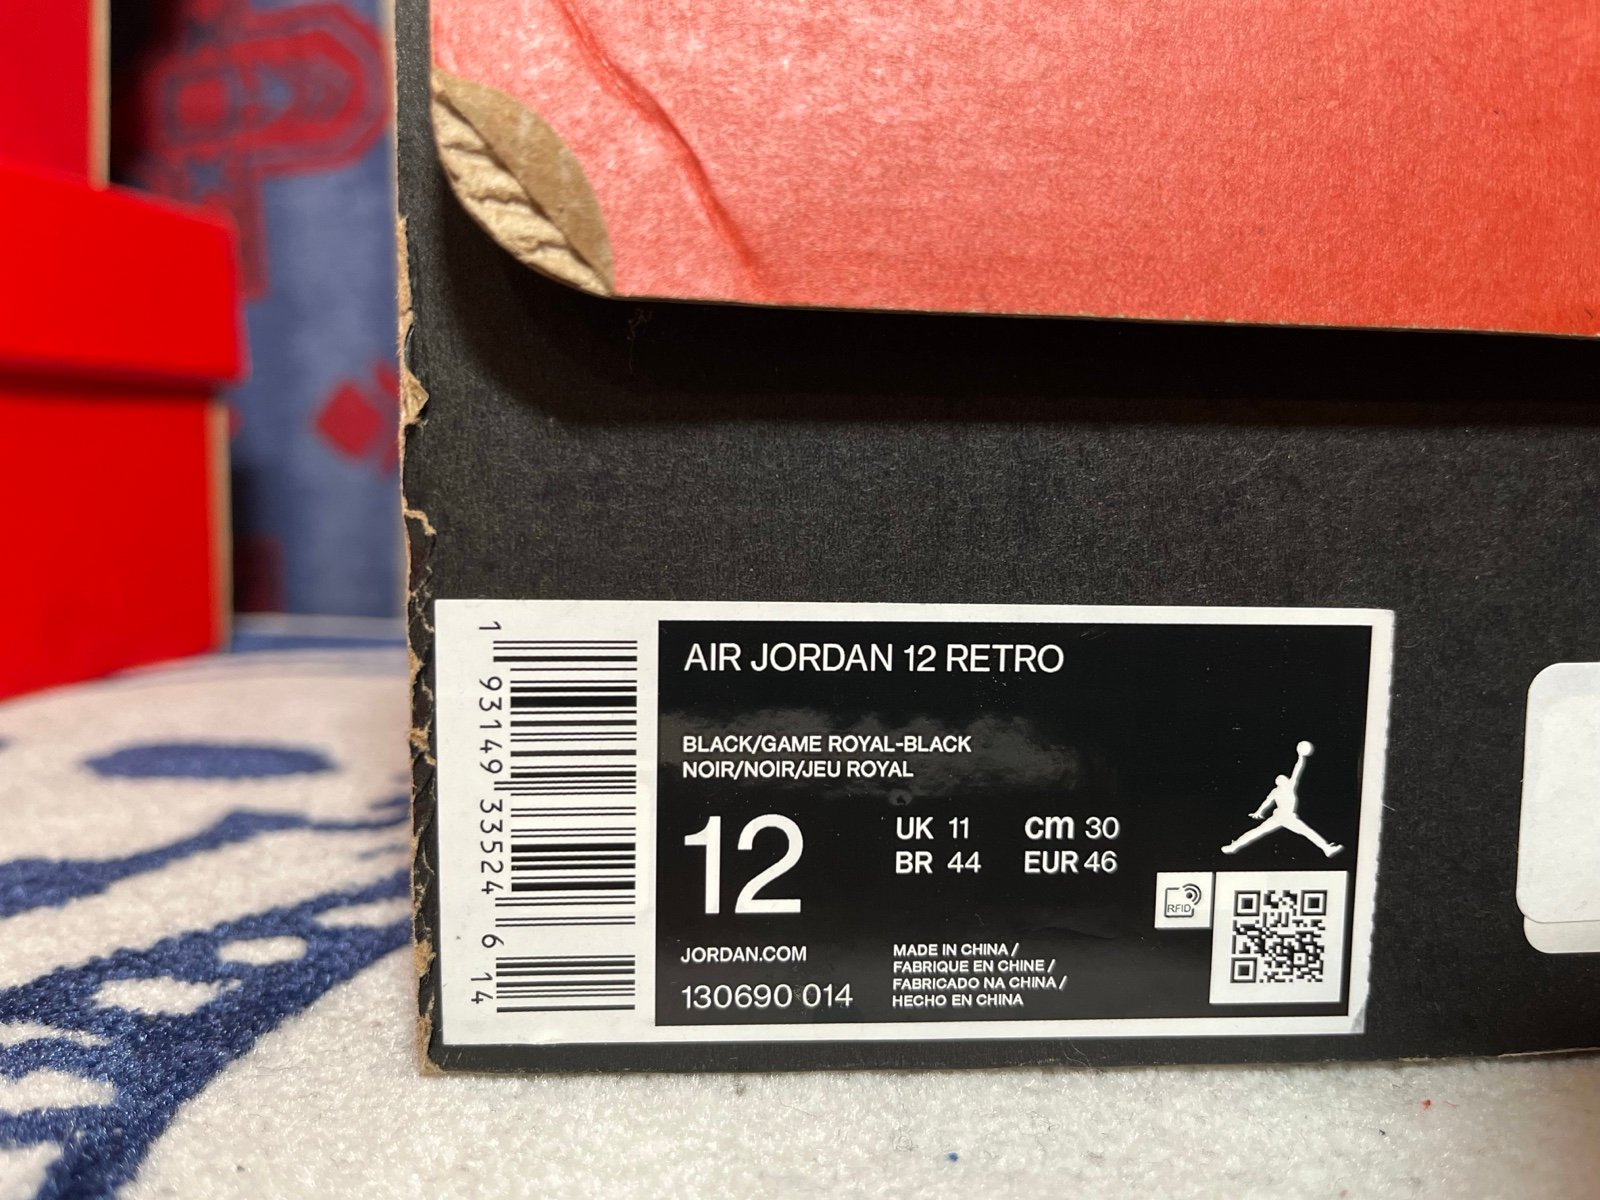 1 93149 33524 6 14
AIR JORDAN 12 RETRO
BLACK/GAME ROYAL-BLACK
NOIR/NOIR/JEU ROYAL
12
UK 11 cm 30
BR 44 EUR 46
RFID
JORDAN.COM
130690 014
MADE IN CHINA /
FABRIQUE EN CHINE /
FABRICADO NA CHINA /
HECHO EN CHINA